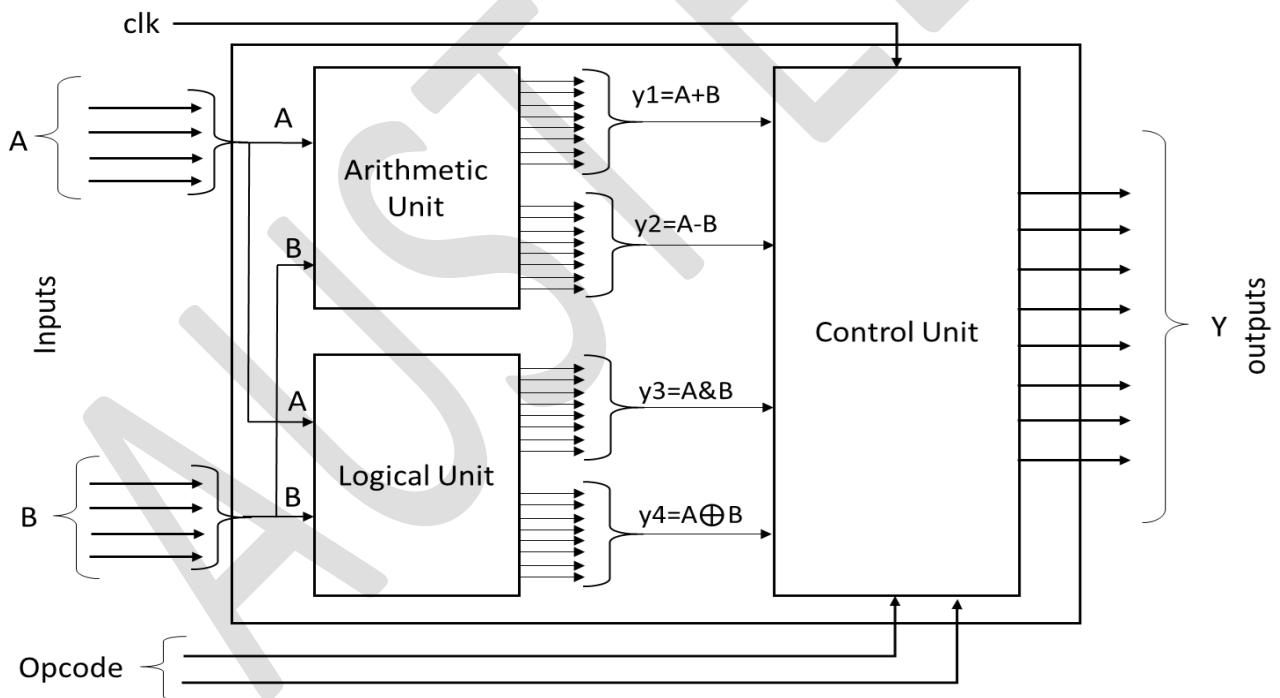 clk
A
Inputs
B
Opcode
A
Arithmetic
Unit
B
A
Logical Unit
B
y1=A+B
y2=A-B
y3=A&B
y4=A⊕B
Control Unit
Y
outputs